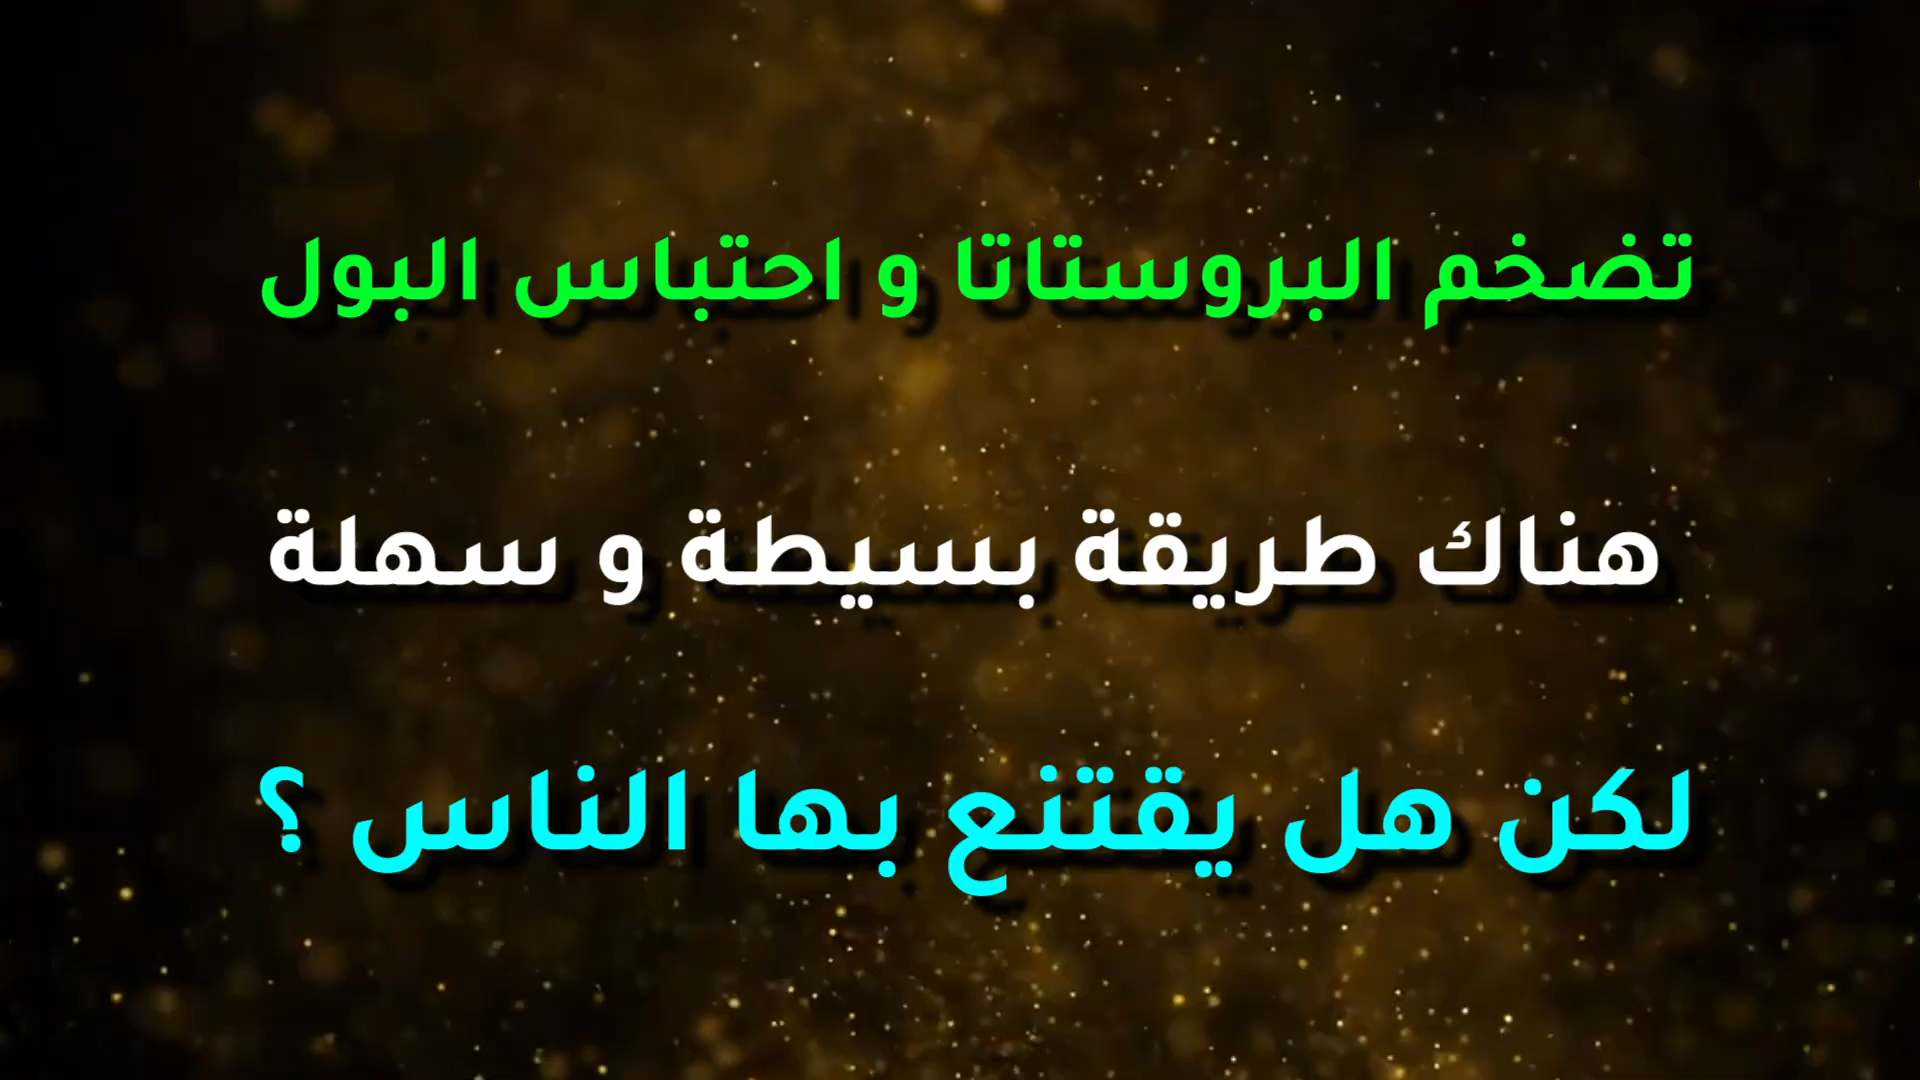 تضخم البروستاتا و احتباس البول
هناك طريقة بسيطة و سهلة
لكن هل يقتنع بها الناس ؟